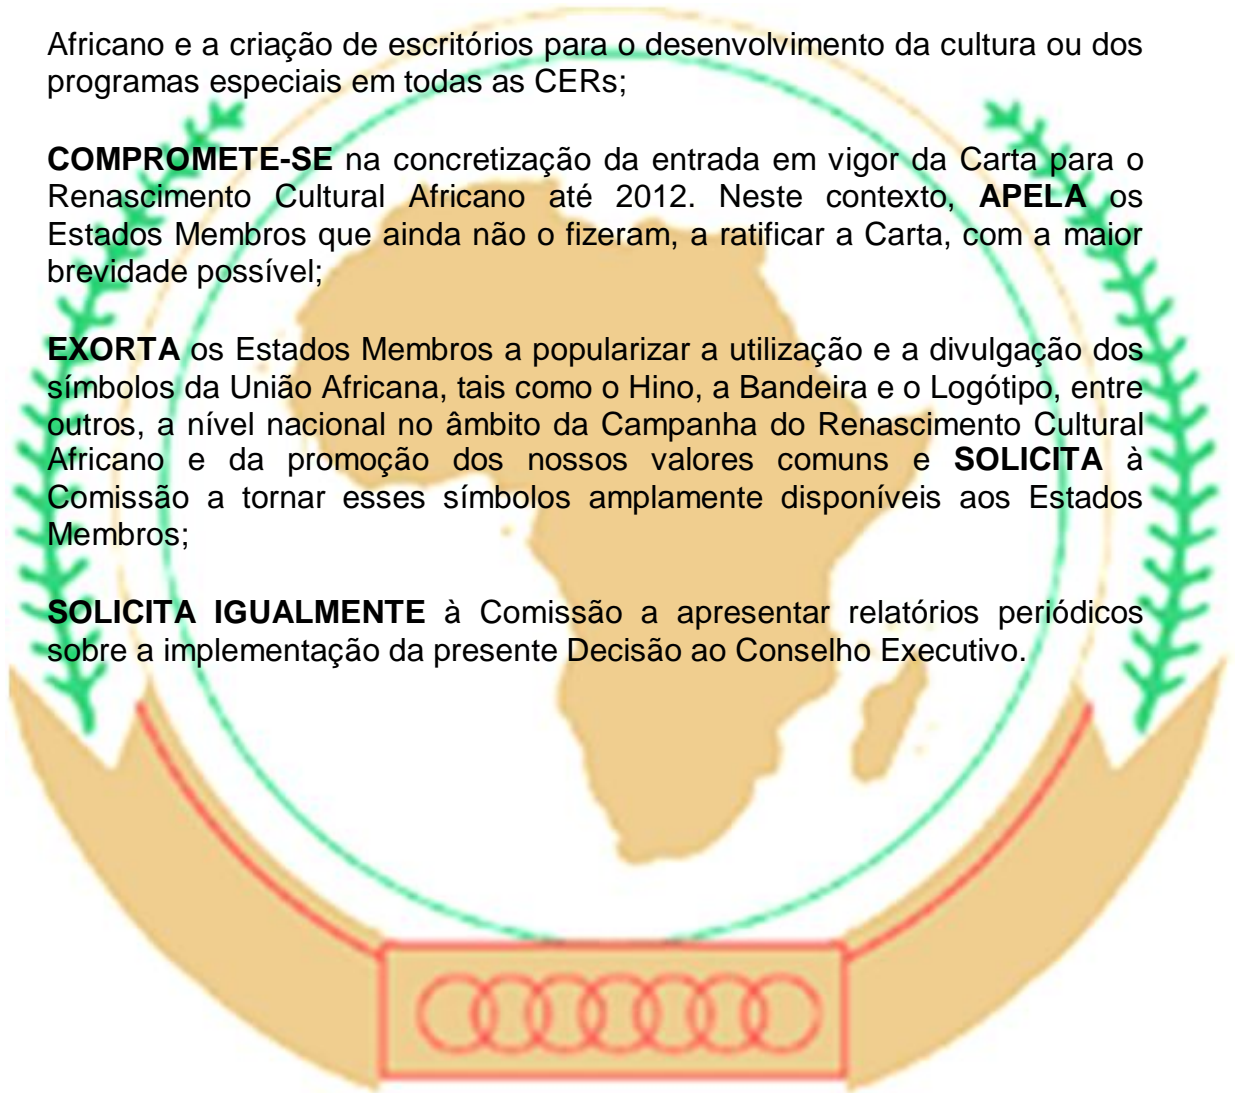 Africano e a criação de escritórios para o desenvolvimento da cultura ou dos
programas especiais em todas as CERs;
COMPROMETE-SE na concretização da entrada em vigor da Carta para o
Renascimento Cultural Africano até 2012. Neste contexto, APELA os
Estados Membros que ainda não o fizeram, a ratificar a Carta, com a maior
brevidade possível;
EXORTA os Estados Membros a popularizar a utilização e a divulgação dos
símbolos da União Africana, tais como o Hino, a Bandeira e o Logótipo, entre
outros, a nível nacional no âmbito da Campanha do Renascimento Cultural
Africano e da promoção dos nossos valores comuns e SOLICITA à
Comissão a tornar esses símbolos amplamente disponíveis aos Estados
Membros;
SOLICITA IGUALMENTE à Comissão a apresentar relatórios periódicos
sobre a implementação da presente Decisão ao Conselho Executivo.